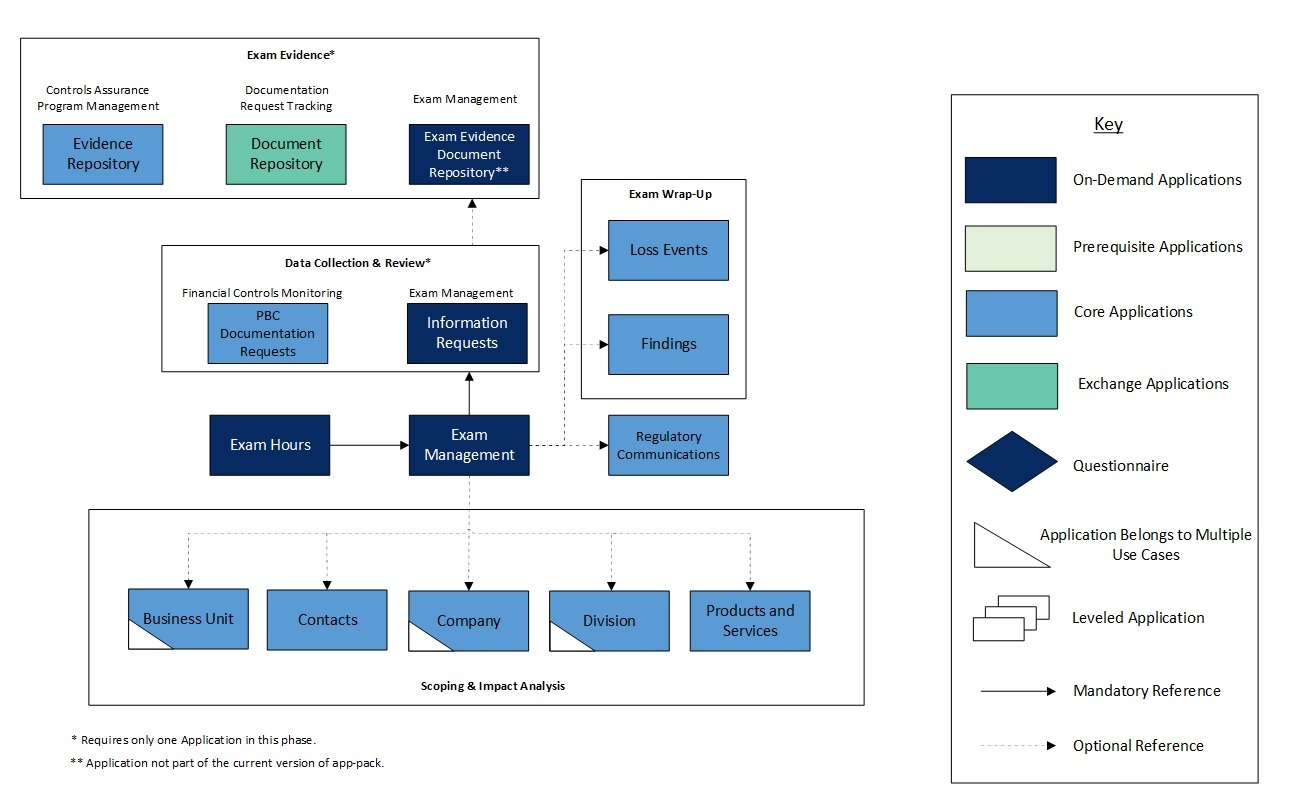 Exam Evidence*
Controls Assurance
Program Management
Documentation
Request Tracking
Exam Management
Evidence
Repository
Document
Repository
Exam Evidence
Document
Repository**
Data Collection & Review*
Financial Controls Monitoring
Exam Management
PBC
Documentation
Requests
Information
Requests
Exam Wrap-Up
Loss Events
Findings
Exam Hours
Exam
Management
Regulatory
Communications
Business Unit
Contacts
Company
Division
Products and
Services
Scoping & Impact Analysis
* Requires only one Application in this phase.
** Application not part of the current version of app-pack.
Key
On-Demand Applications
Prerequisite Applications
Core Applications
Exchange Applications
Questionnaire
Application Belongs to Multiple
Use Cases
Leveled Application
Mandatory Reference
Optional Reference